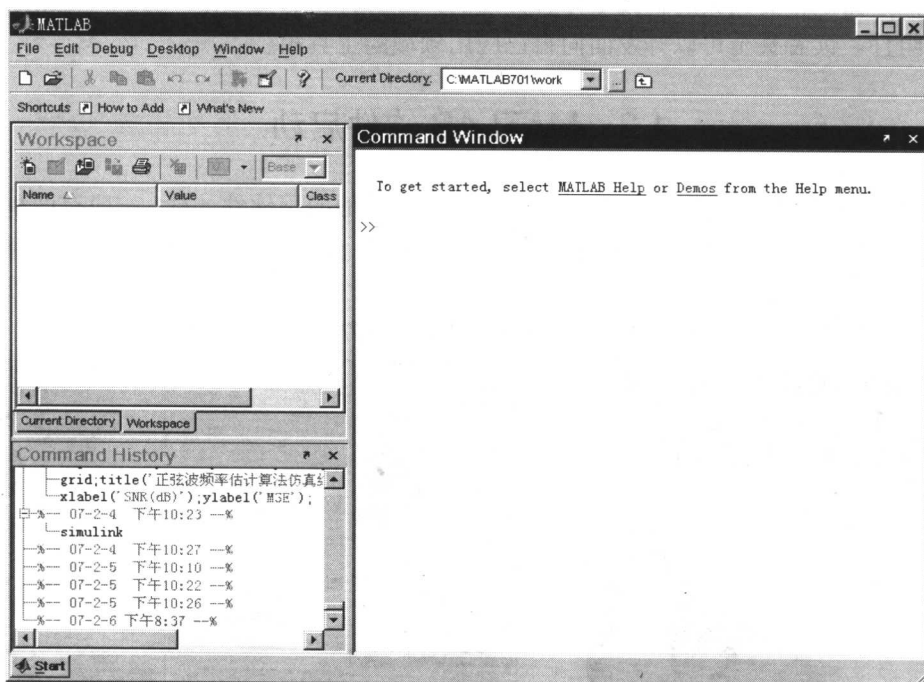 MATLAB
File Edit Debug Desktop Window Help
Current Directory: C:\MATLAB701\work
Shortcuts How to Add What's New
Workspace
Base
Name Value Class
Current Directory Workspace
Command History
grid;title('正弦波频率估计算法仿真结
xlabel('SNR(dB)');ylabel('MSE');
%-- 07-2-4 下午10:23 --%
simulink
%-- 07-2-4 下午10:27 --%
%-- 07-2-5 下午10:10 --%
%-- 07-2-5 下午10:22 --%
%-- 07-2-5 下午10:26 --%
%-- 07-2-6 下午8:37 --%
Start
Command Window
To get started, select MATLAB Help or Demos from the Help menu.
>>